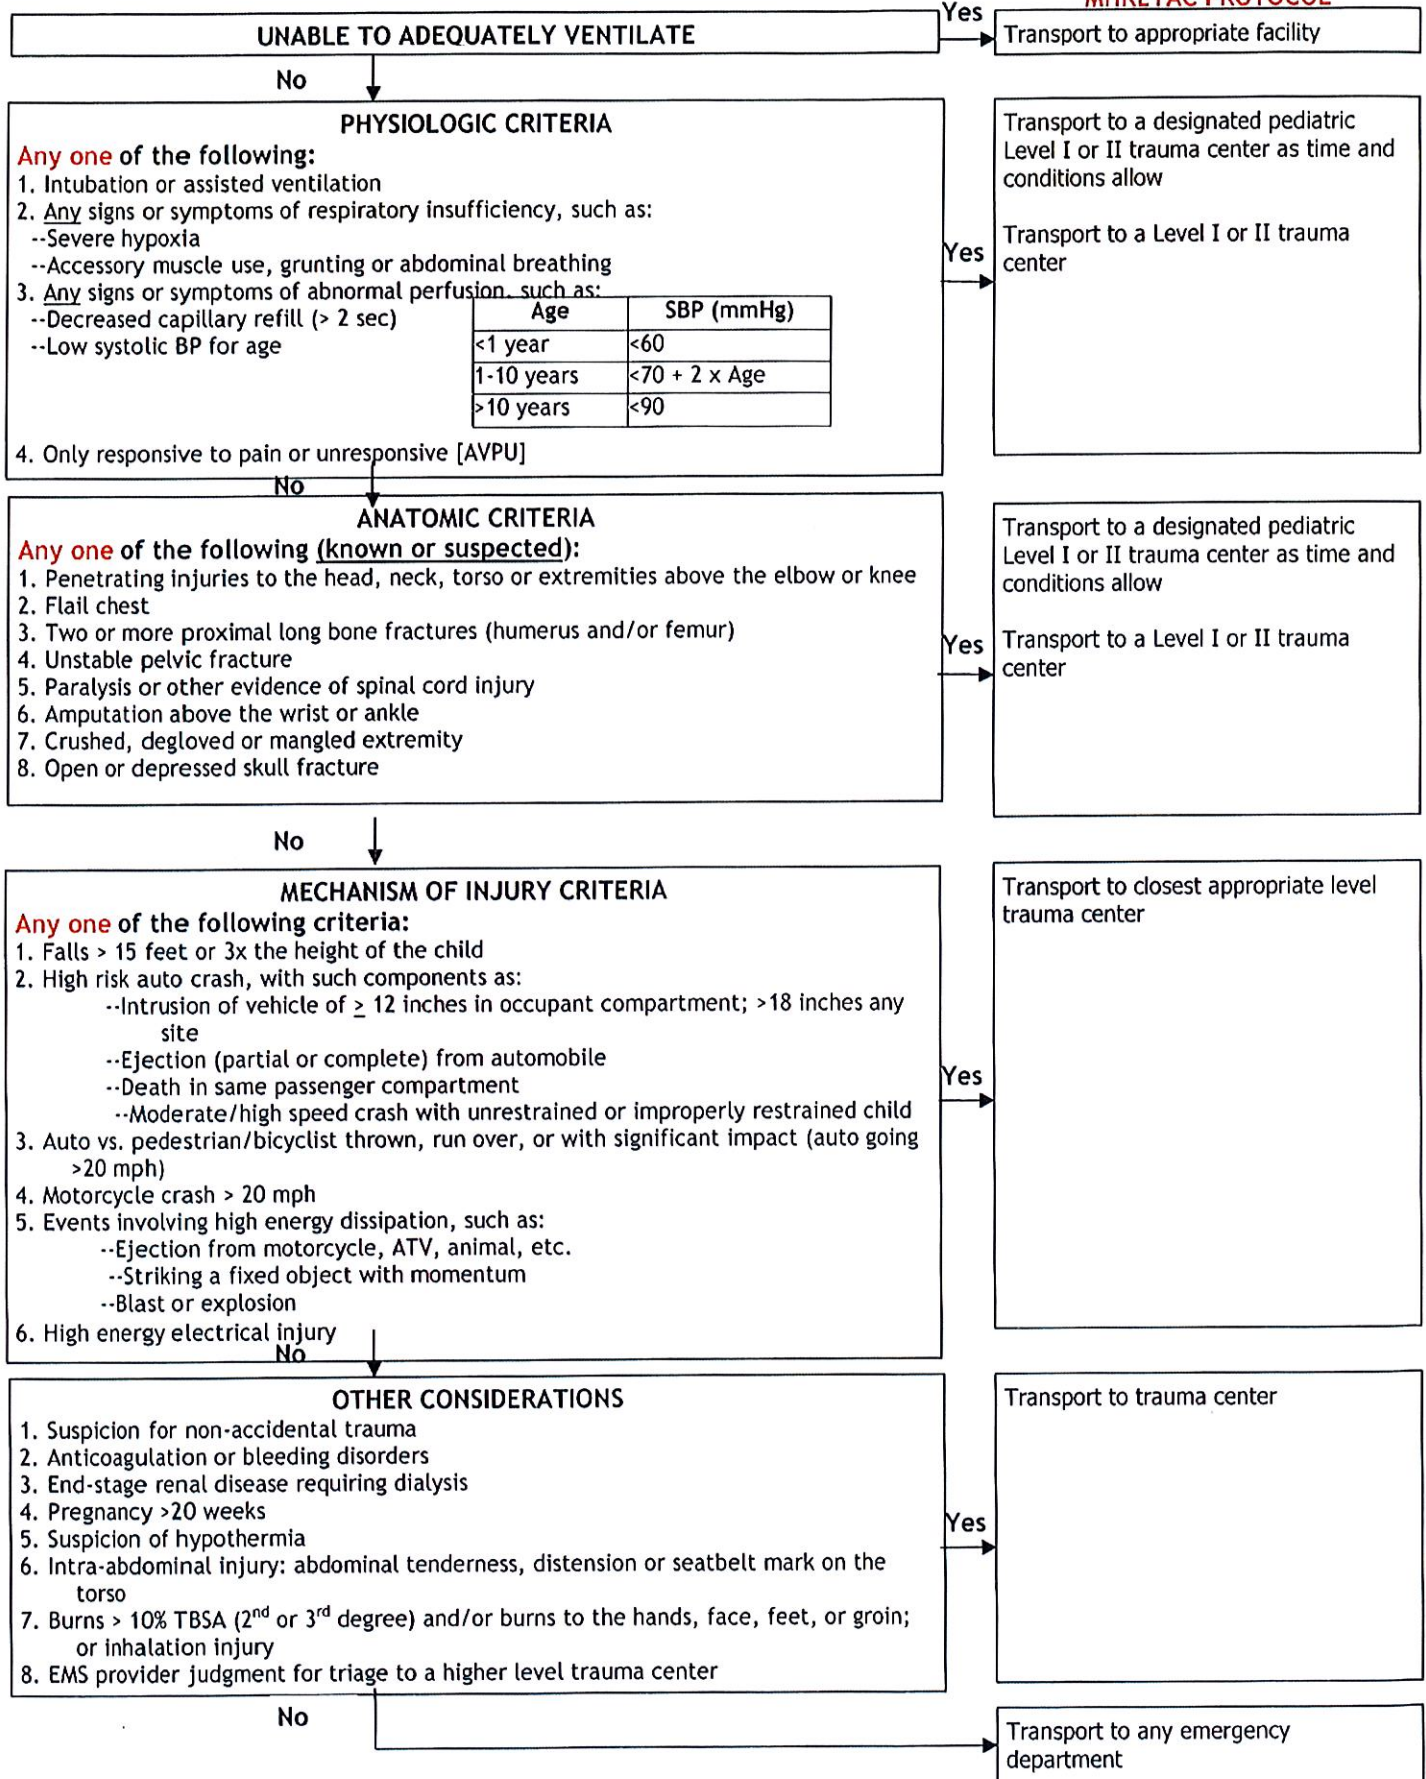 Yes
UNABLE TO ADEQUATELY VENTILATE
Transport to appropriate facility
No
PHYSIOLOGIC CRITERIA
Any one of the following:
1. Intubation or assisted ventilation
2. Any signs or symptoms of respiratory insufficiency, such as:
--Severe hypoxia
--Accessory muscle use, grunting or abdominal breathing
3. Any signs or symptoms of abnormal perfusion, such as:
--Decreased capillary refill (> 2 sec)
--Low systolic BP for age
Age SBP (mmHg)
<1 year <60
1-10 years <70 + 2 x Age
>10 years <90
4. Only responsive to pain or unresponsive [AVPU]
Yes
Transport to a designated pediatric
Level I or II trauma center as time and
conditions allow
Transport to a Level I or II trauma
center
No
ANATOMIC CRITERIA
Any one of the following (known or suspected):
1. Penetrating injuries to the head, neck, torso or extremities above the elbow or knee
2. Flail chest
3. Two or more proximal long bone fractures (humerus and/or femur)
4. Unstable pelvic fracture
5. Paralysis or other evidence of spinal cord injury
6. Amputation above the wrist or ankle
7. Crushed, degloved or mangled extremity
8. Open or depressed skull fracture
Yes
Transport to a designated pediatric
Level I or II trauma center as time and
conditions allow
Transport to a Level I or II trauma
center
No
MECHANISM OF INJURY CRITERIA
Any one of the following criteria:
1. Falls > 15 feet or 3x the height of the child
2. High risk auto crash, with such components as:
--Intrusion of vehicle of ≥ 12 inches in occupant compartment; >18 inches any
site
--Ejection (partial or complete) from automobile
--Death in same passenger compartment
--Moderate/high speed crash with unrestrained or improperly restrained child
3. Auto vs. pedestrian/bicyclist thrown, run over, or with significant impact (auto going
>20 mph)
4. Motorcycle crash > 20 mph
5. Events involving high energy dissipation, such as:
--Ejection from motorcycle, ATV, animal, etc.
--Striking a fixed object with momentum
--Blast or explosion
6. High energy electrical injury
Yes
Transport to closest appropriate level
trauma center
No
OTHER CONSIDERATIONS
1. Suspicion for non-accidental trauma
2. Anticoagulation or bleeding disorders
3. End-stage renal disease requiring dialysis
4. Pregnancy >20 weeks
5. Suspicion of hypothermia
6. Intra-abdominal injury: abdominal tenderness, distension or seatbelt mark on the
torso
7. Burns > 10% TBSA (2nd or 3rd degree) and/or burns to the hands, face, feet, or groin;
or inhalation injury
8. EMS provider judgment for triage to a higher level trauma center
Yes
Transport to trauma center
No
Transport to any emergency
department